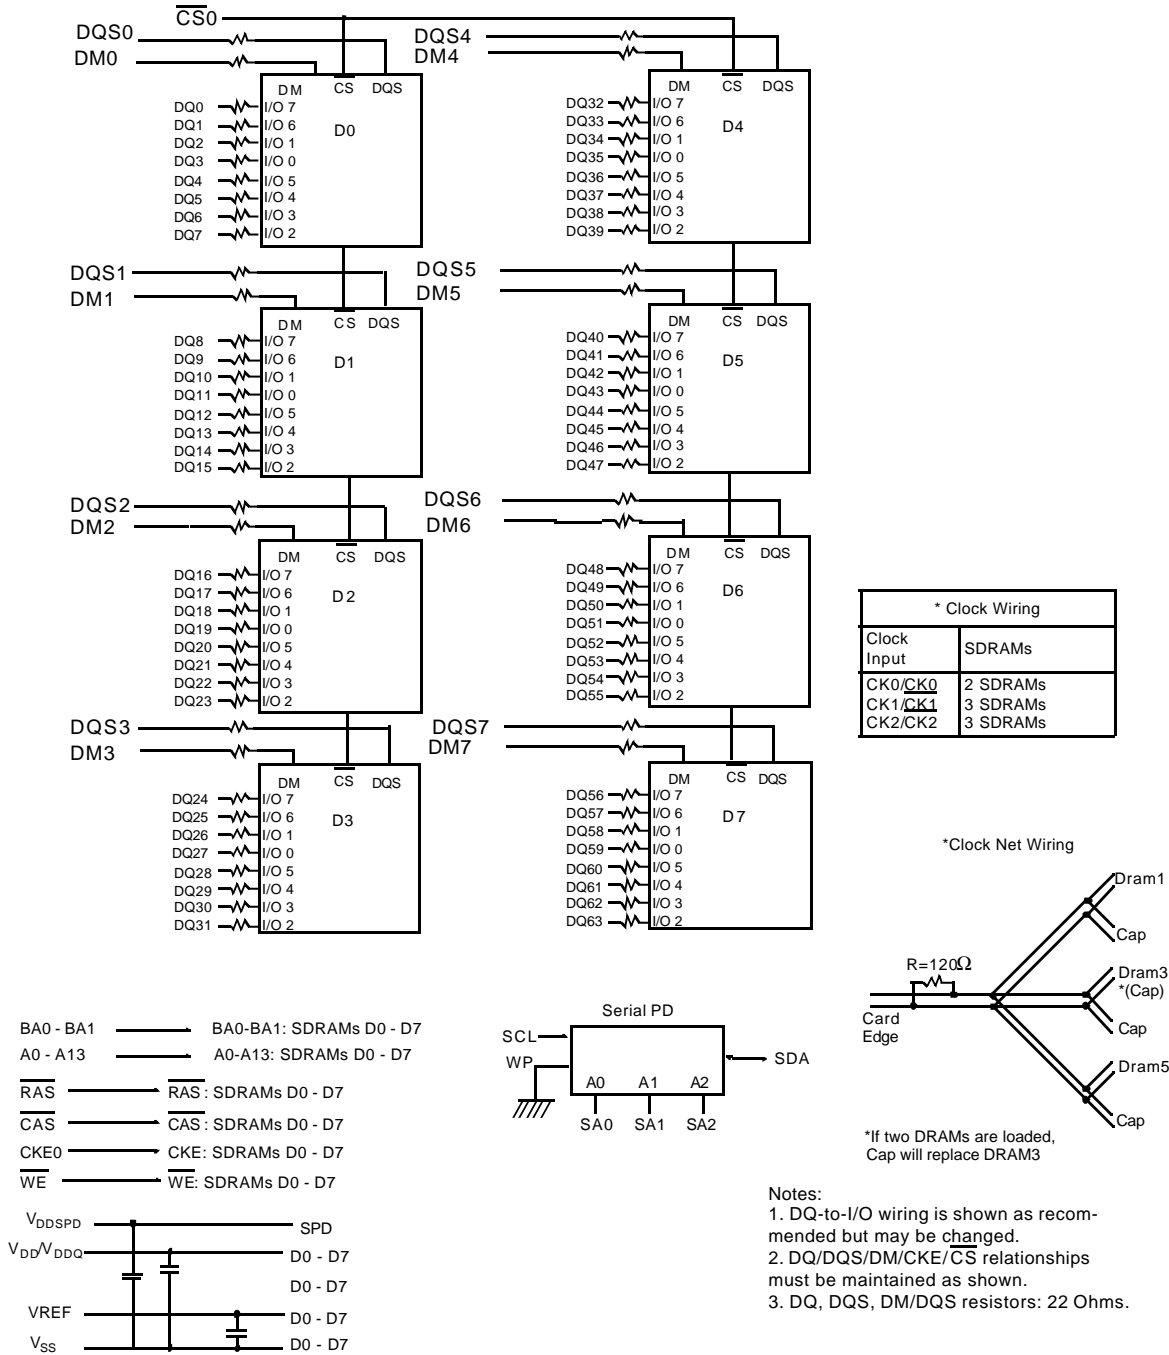 CS0
DQS0
DM0
DM CS DQS
D0
DQ0 I/O 7
DQ1 I/O 6
DQ2 I/O 1
DQ3 I/O 0
DQ4 I/O 5
DQ5 I/O 4
DQ6 I/O 3
DQ7 I/O 2
DQS1
DM1
DM CS DQS
D1
DQ8 I/O 7
DQ9 I/O 6
DQ10 I/O 1
DQ11 I/O 0
DQ12 I/O 5
DQ13 I/O 4
DQ14 I/O 3
DQ15 I/O 2
DQS2
DM2
DM CS DQS
D2
DQ16 I/O 7
DQ17 I/O 6
DQ18 I/O 1
DQ19 I/O 0
DQ20 I/O 5
DQ21 I/O 4
DQ22 I/O 3
DQ23 I/O 2
DQS3
DM3
DM CS DQS
D3
DQ24 I/O 7
DQ25 I/O 6
DQ26 I/O 1
DQ27 I/O 0
DQ28 I/O 5
DQ29 I/O 4
DQ30 I/O 3
DQ31 I/O 2
DQS4
DM4
DM CS DQS
D4
DQ32 I/O 7
DQ33 I/O 6
DQ34 I/O 1
DQ35 I/O 0
DQ36 I/O 5
DQ37 I/O 4
DQ38 I/O 3
DQ39 I/O 2
DQS5
DM5
DM CS DQS
D5
DQ40 I/O 7
DQ41 I/O 6
DQ42 I/O 1
DQ43 I/O 0
DQ44 I/O 5
DQ45 I/O 4
DQ46 I/O 3
DQ47 I/O 2
DQS6
DM6
DM CS DQS
D6
DQ48 I/O 7
DQ49 I/O 6
DQ50 I/O 1
DQ51 I/O 0
DQ52 I/O 5
DQ53 I/O 4
DQ54 I/O 3
DQ55 I/O 2
DQS7
DM7
DM CS DQS
D7
DQ56 I/O 7
DQ57 I/O 6
DQ58 I/O 1
DQ59 I/O 0
DQ60 I/O 5
DQ61 I/O 4
DQ62 I/O 3
DQ63 I/O 2
* Clock Wiring
Clock
Input
SDRAMs
CK0/CK0 2 SDRAMs
CK1/CK1 3 SDRAMs
CK2/CK2 3 SDRAMs
*Clock Net Wiring
Dram1
Cap
R=120Ω
Dram3
*(Cap)
Card
Edge
Cap
Dram5
Cap
*If two DRAMs are loaded,
Cap will replace DRAM3
BA0 - BA1 BA0-BA1: SDRAMs D0 - D7
A0 - A13 A0-A13: SDRAMs D0 - D7
RAS RAS: SDRAMs D0 - D7
CAS CAS: SDRAMs D0 - D7
CKE0 CKE: SDRAMs D0 - D7
WE WE: SDRAMs D0 - D7
Serial PD
SCL
WP
SDA
A0 A1 A2
SA0 SA1 SA2
VDDSPD SPD
VDD/VDDQ D0 - D7
D0 - D7
VREF D0 - D7
VSS D0 - D7
Notes:
1. DQ-to-I/O wiring is shown as recom-
mended but may be changed.
2. DQ/DQS/DM/CKE/CS relationships
must be maintained as shown.
3. DQ, DQS, DM/DQS resistors: 22 Ohms.